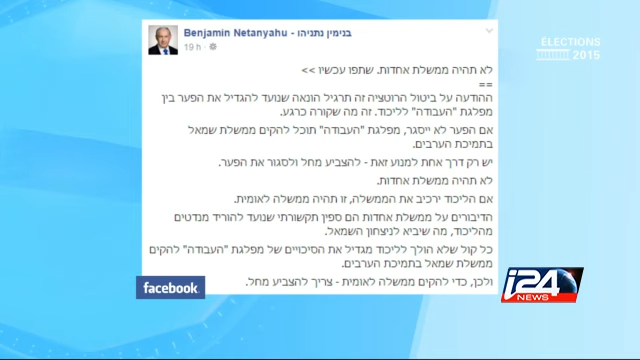 Benjamin Netanyahu - בנימין נתניהו
19 h
ÉLECTIONS
2015
לא תהיה ממשלת אחדות. שתפו עכשיו >>
==
ההודעה על ביטול הרוטציה זה תרגיל הונאה שנועד להגדיל את הפער בין
מפלגת "העבודה" לליכוד. זה מה שקורה כרגע.
אם הפער לא ייסגר, מפלגת "העבודה" תוכל להקים ממשלת שמאל
בתמיכת הערבים.
יש רק דרך אחת למנוע זאת - להצביע מחל ולסגור את הפער.
לא תהיה ממשלת אחדות.
אם הליכוד ירכיב את הממשלה, זו תהיה ממשלה לאומית.
הדיבורים על ממשלת אחדות הם ספין תקשורתי שנועד להוריד מנדטים
מהליכוד, מה שיביא לניצחון השמאל.
כל קול שלא הולך לליכוד מגדיל את הסיכויים של מפלגת "העבודה" להקים
ממשלת שמאל בתמיכת הערבים.
ולכן, כדי להקים ממשלה לאומית - צריך להצביע מחל.
facebook.
i24
NEWS